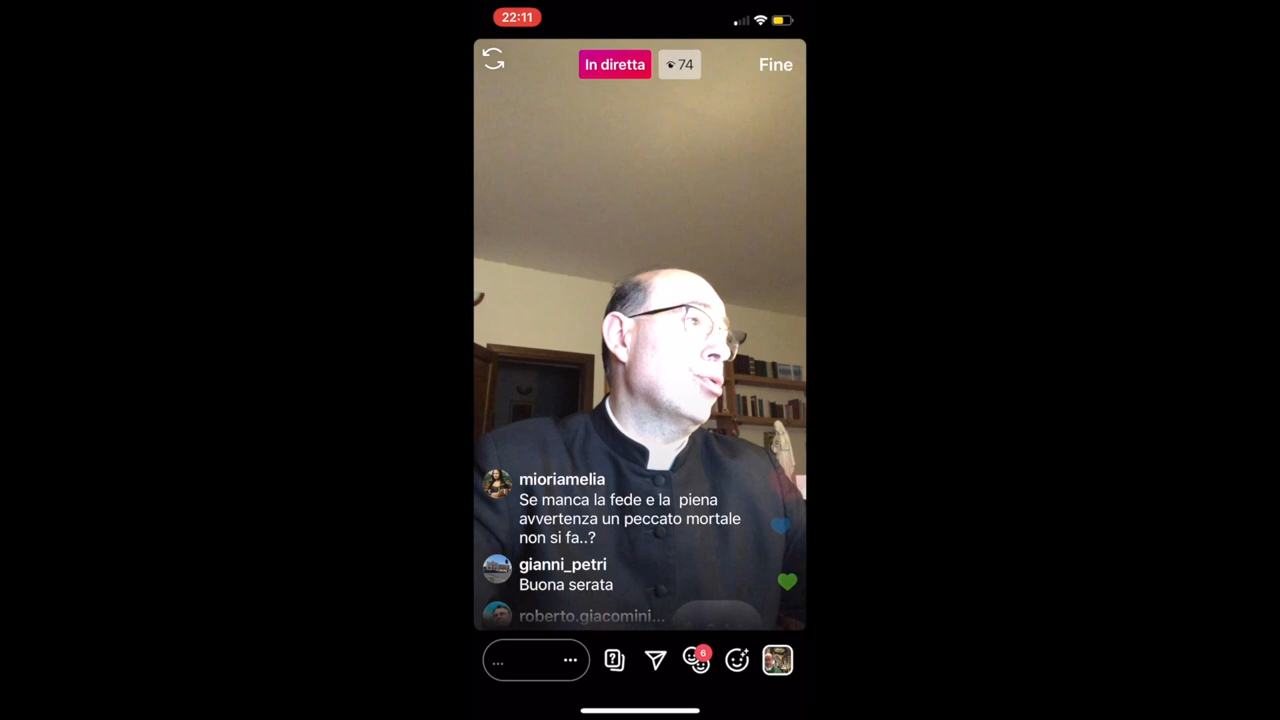 22:11
In diretta
74
Fine
mioriamelia
Se manca la fede e la piena
avvertenza un peccato mortale
non si fa..?
gianni_petri
Buona serata
roberto.giacomini...
...
6